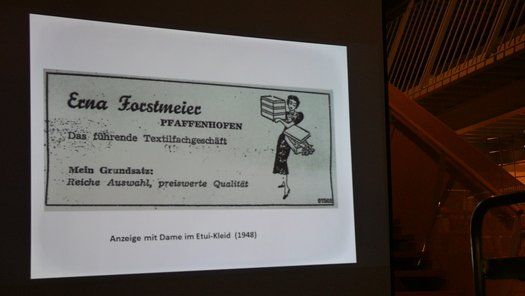 Erna Forstmeier
PFAFFENHOFEN
Das führende Textilfachgeschäft
Mein Grundsatz:
Reiche Auswahl, preiswerte Qualität
Anzeige mit Dame im Etui-Kleid (1948)